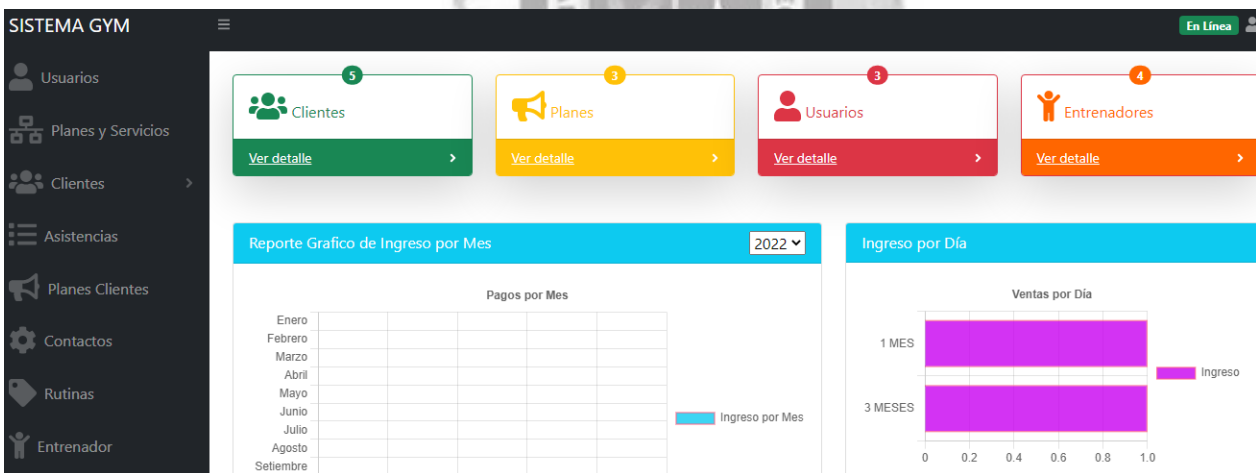 SISTEMA GYM
En Línea
Usuarios
Planes y Servicios
Clientes
Asistencias
Planes Clientes
Contactos
Rutinas
Entrenador
5
Clientes
Ver detalle
3
Planes
Ver detalle
3
Usuarios
Ver detalle
4
Entrenadores
Ver detalle
Reporte Grafico de Ingreso por Mes
2022
Pagos por Mes
Enero
Febrero
Marzo
Abril
Mayo
Junio
Julio
Agosto
Setiembre
Ingreso por Mes
Ingreso por Día
Ventas por Día
1 MES
3 MESES
0 0.2 0.4 0.6 0.8 1.0
Ingreso